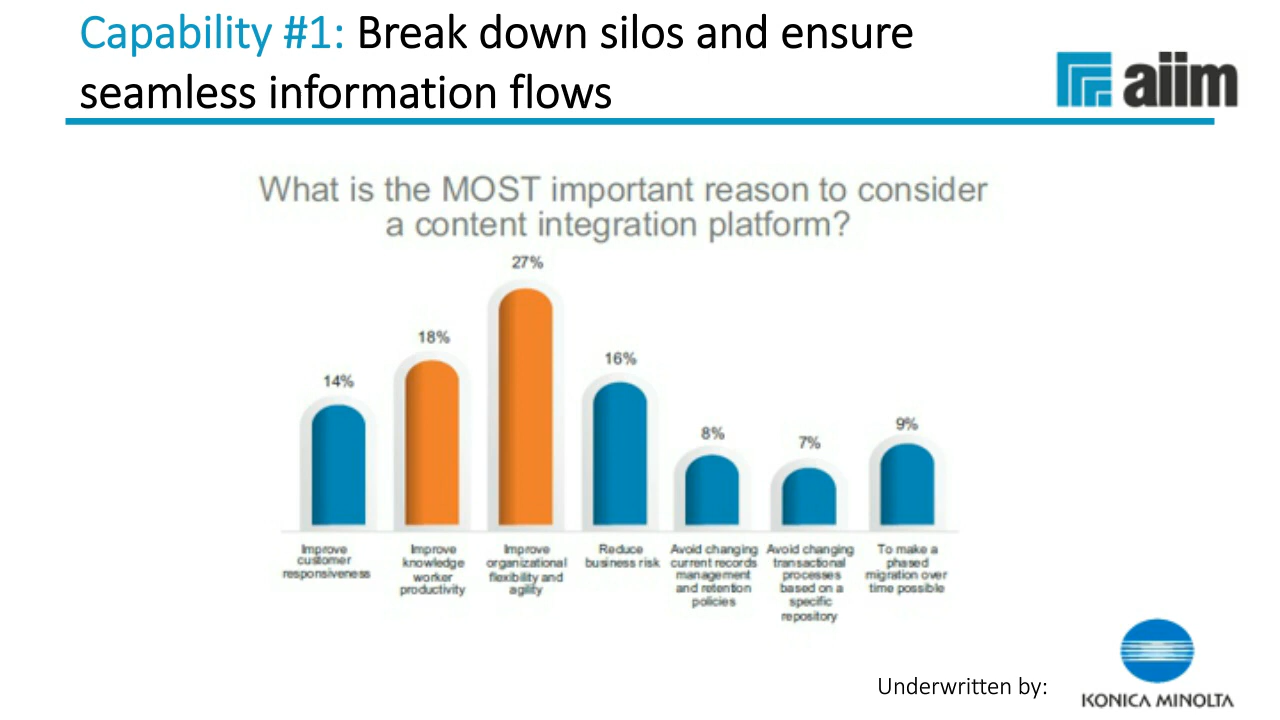 Capability #1: Break down silos and ensure
seamless information flows
aiim
What is the MOST important reason to consider
a content integration platform?
27%
18%
16%
14%
9%
8%
7%
Improve
customer
responsiveness
Improve
knowledge
worker
productivity
Improve
organizational
flexibility and
agility
Reduce
business risk
Avoid changing
current records
management
and retention
policies
Avoid changing
transactional
processes
based on a
specific
repository
To make a
phased
migration over
time possible
Underwritten by:
KONICA MINOLTA